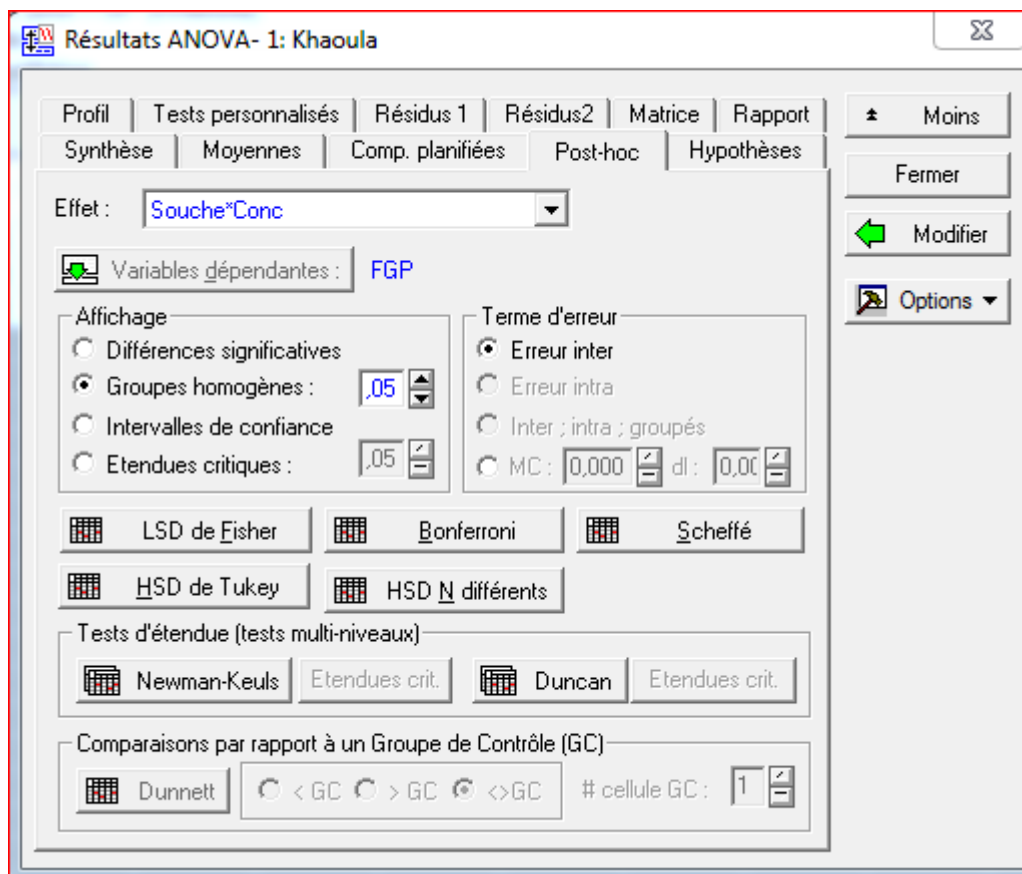 Résultats ANOVA- 1: Khaoula
Profil Tests personnalisés Résidus 1 Résidus2 Matrice Rapport
Synthèse Moyennes Comp. planifiées Post-hoc Hypothèses
Moins
Fermer
Modifier
Options
Effet : Souche*Conc
Variables dépendantes : FGP
Affichage
Différences significatives
Groupes homogènes : ,05
Intervalles de confiance
Etendues critiques : ,05
Terme d'erreur
Erreur inter
Erreur intra
Inter ; intra ; groupés
MC : 0,000 dl : 0,00
LSD de Fisher Bonferroni Scheffé
HSD de Tukey HSD N différents
Tests d'étendue (tests multi-niveaux)
Newman-Keuls Etendues crit. Duncan Etendues crit.
Comparaisons par rapport à un Groupe de Contrôle (GC)
Dunnett < GC > GC <>GC # cellule GC : 1